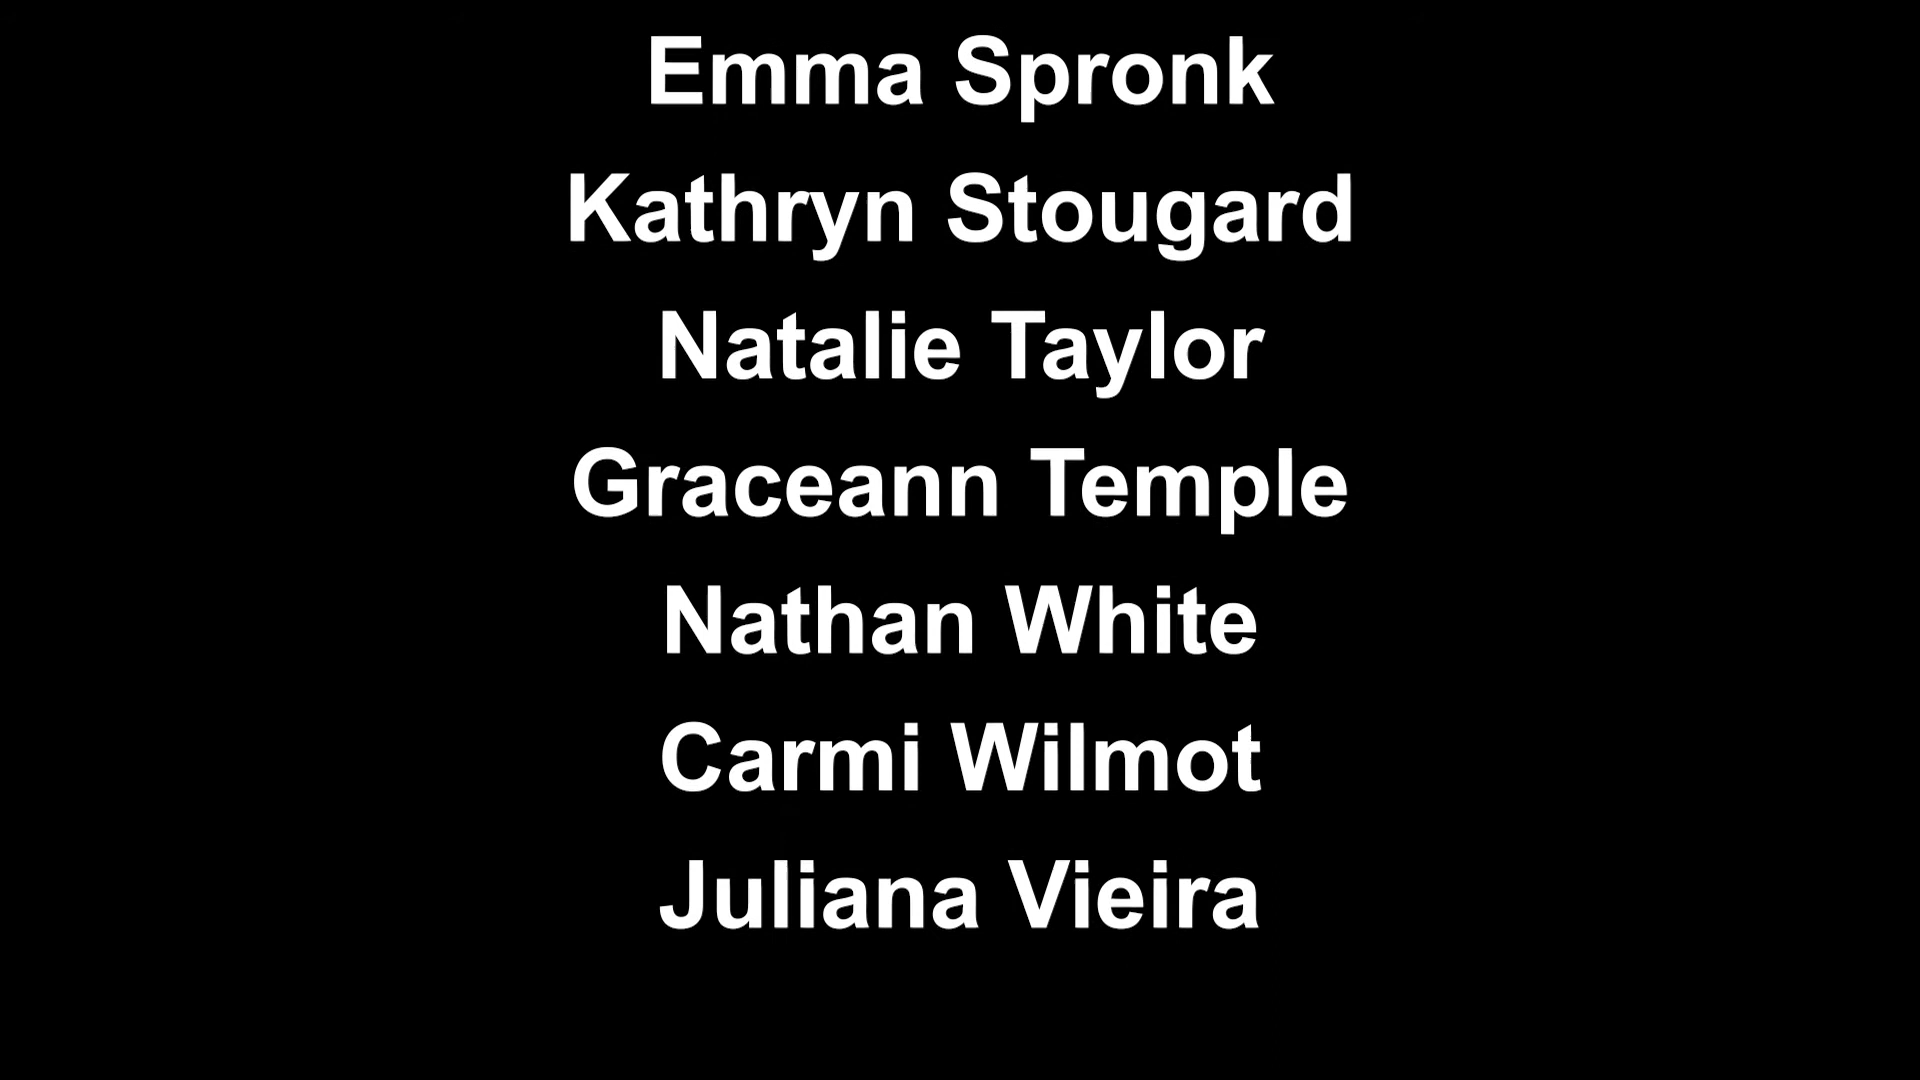 Emma Spronk
Kathryn Stougard
Natalie Taylor
Graceann Temple
Nathan White
Carmi Wilmot
Juliana Vieira